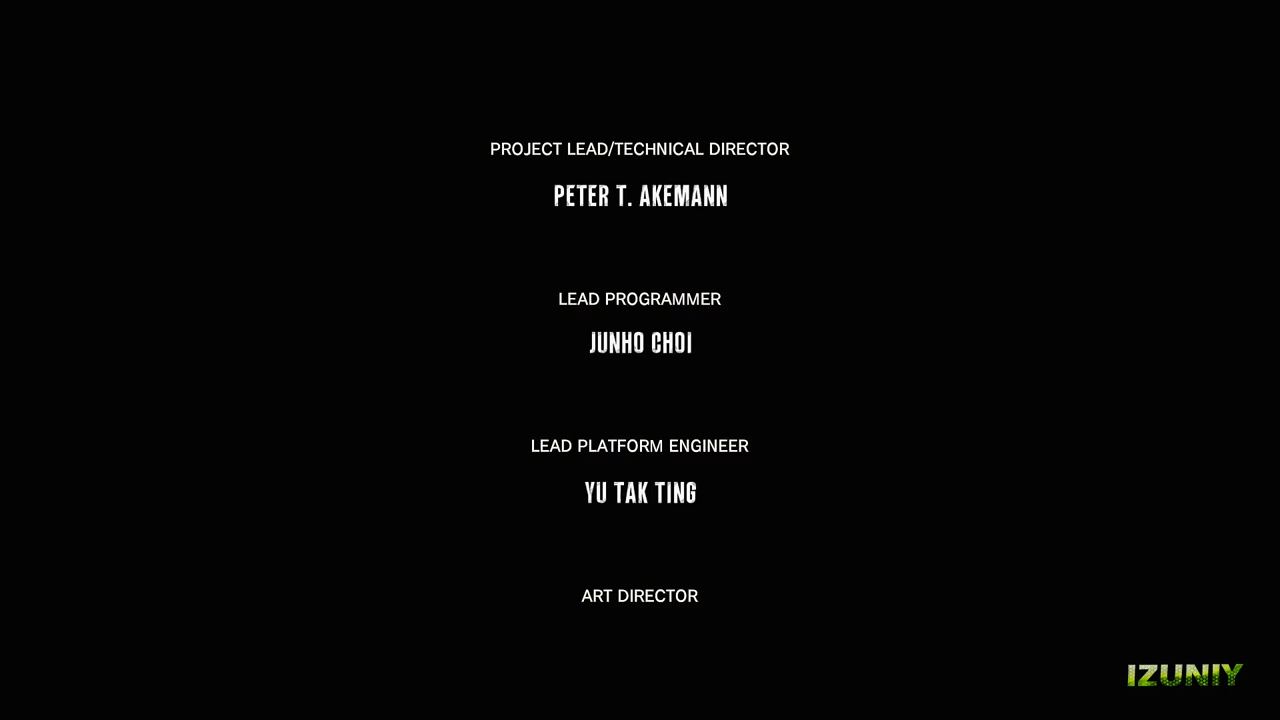 PROJECT LEAD/TECHNICAL DIRECTOR
PETER T. AKEMANN
LEAD PROGRAMMER
JUNHO CHOI
LEAD PLATFORM ENGINEER
YU TAK TING
ART DIRECTOR
IZUNIY